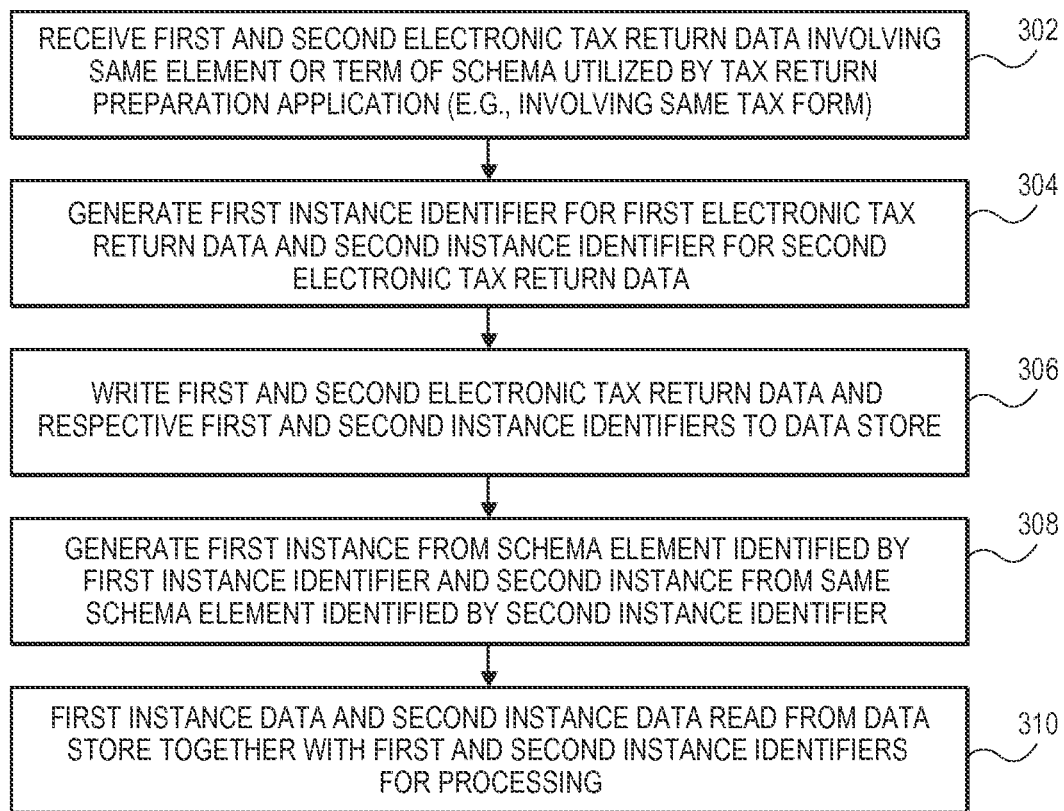 RECEIVE FIRST AND SECOND ELECTRONIC TAX RETURN DATA INVOLVING
SAME ELEMENT OR TERM OF SCHEMA UTILIZED BY TAX RETURN
PREPARATION APPLICATION (E.G., INVOLVING SAME TAX FORM)
302
GENERATE FIRST INSTANCE IDENTIFIER FOR FIRST ELECTRONIC TAX
RETURN DATA AND SECOND INSTANCE IDENTIFIER FOR SECOND
ELECTRONIC TAX RETURN DATA
304
WRITE FIRST AND SECOND ELECTRONIC TAX RETURN DATA AND
RESPECTIVE FIRST AND SECOND INSTANCE IDENTIFIERS TO DATA STORE
306
GENERATE FIRST INSTANCE FROM SCHEMA ELEMENT IDENTIFIED BY
FIRST INSTANCE IDENTIFIER AND SECOND INSTANCE FROM SAME
SCHEMA ELEMENT IDENTIFIED BY SECOND INSTANCE IDENTIFIER
308
FIRST INSTANCE DATA AND SECOND INSTANCE DATA READ FROM DATA
STORE TOGETHER WITH FIRST AND SECOND INSTANCE IDENTIFIERS
FOR PROCESSING
310